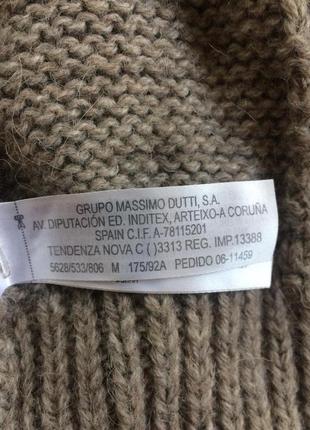 GRUPO MASSIMO DUTTI, S.A.
AV. DIPUTACIÓN ED. INDITEX, ARTEIXO-A CORUÑA
SPAIN C.I.F. A-78115201
TENDENZA NOVA C ( )3313 REG. IMP.13388
5628/533/806 M 175/92A PEDIDO 06-11459